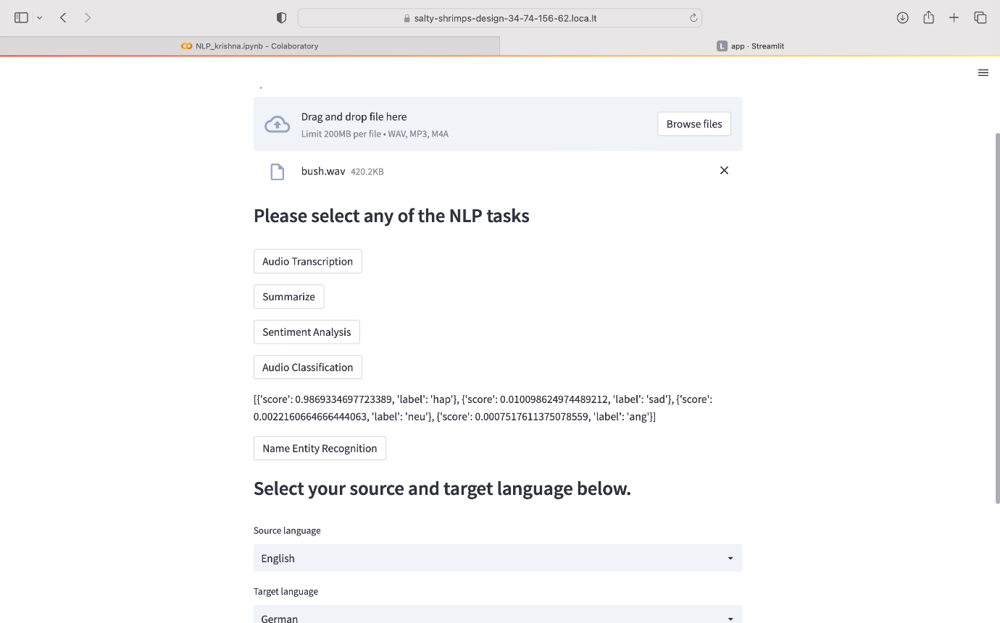 salty-shrimps-design-34-74-156-62.loca.lt
NLP_krishna.ipynb - Colaboratory
L app · Streamlit
.
Drag and drop file here
Limit 200MB per file • WAV, MP3, M4A
Browse files
bush.wav 420.2KB
Please select any of the NLP tasks
Audio Transcription
Summarize
Sentiment Analysis
Audio Classification
[{'score': 0.9869334697723389, 'label': 'hap'}, {'score': 0.010098624974489212, 'label': 'sad'}, {'score':
0.0022160664666444063, 'label': 'neu'}, {'score': 0.0007517611375078559, 'label': 'ang'}]
Name Entity Recognition
Select your source and target language below.
Source language
English
Target language
German